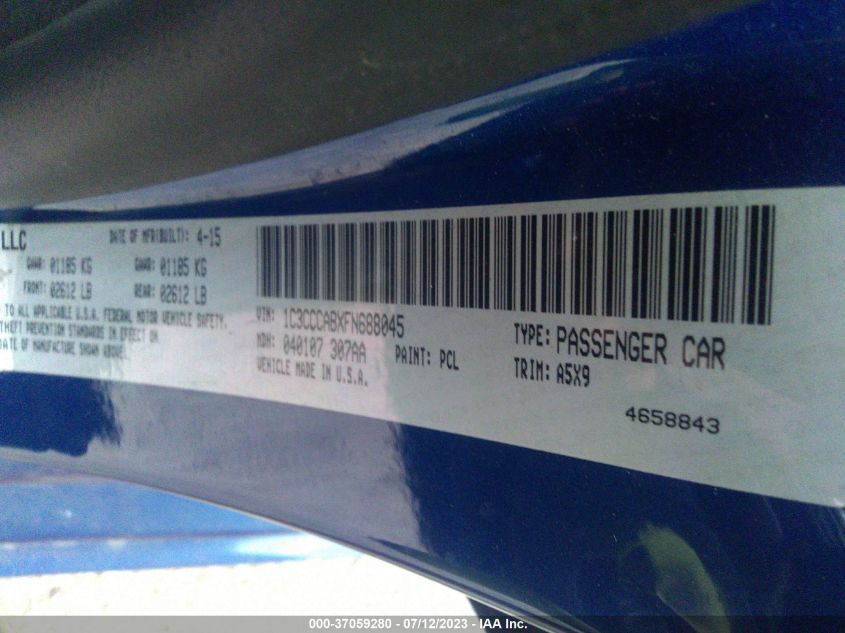 LLC DATE OF MFR(BUILT): 4-15
GAWR: 01185 KG GAWR: 01185 KG
FRONT: 02612 LB REAR: 02612 LB
TO ALL APPLICABLE U.S.A. FEDERAL MOTOR VEHICLE SAFETY,
THEFT PREVENTION STANDARDS IN EFFECT ON
DATE OF MANUFACTURE SHOWN ABOVE.
VIN: 1C3CCCABXFN688045
MDH: 040107 307AA PAINT: PCL
VEHICLE MADE IN U.S.A.
TYPE: PASSENGER CAR
TRIM: A5X9
4658843
000-37059280 - 07/12/2023 - IAA Inc.